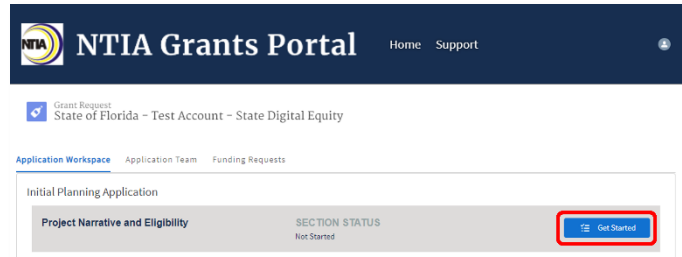 NTIA
NTIA Grants Portal
Home Support
Grant Request
State of Florida - Test Account - State Digital Equity
Application Workspace Application Team Funding Requests
Initial Planning Application
Project Narrative and Eligibility
SECTION STATUS
Not Started
Get Started